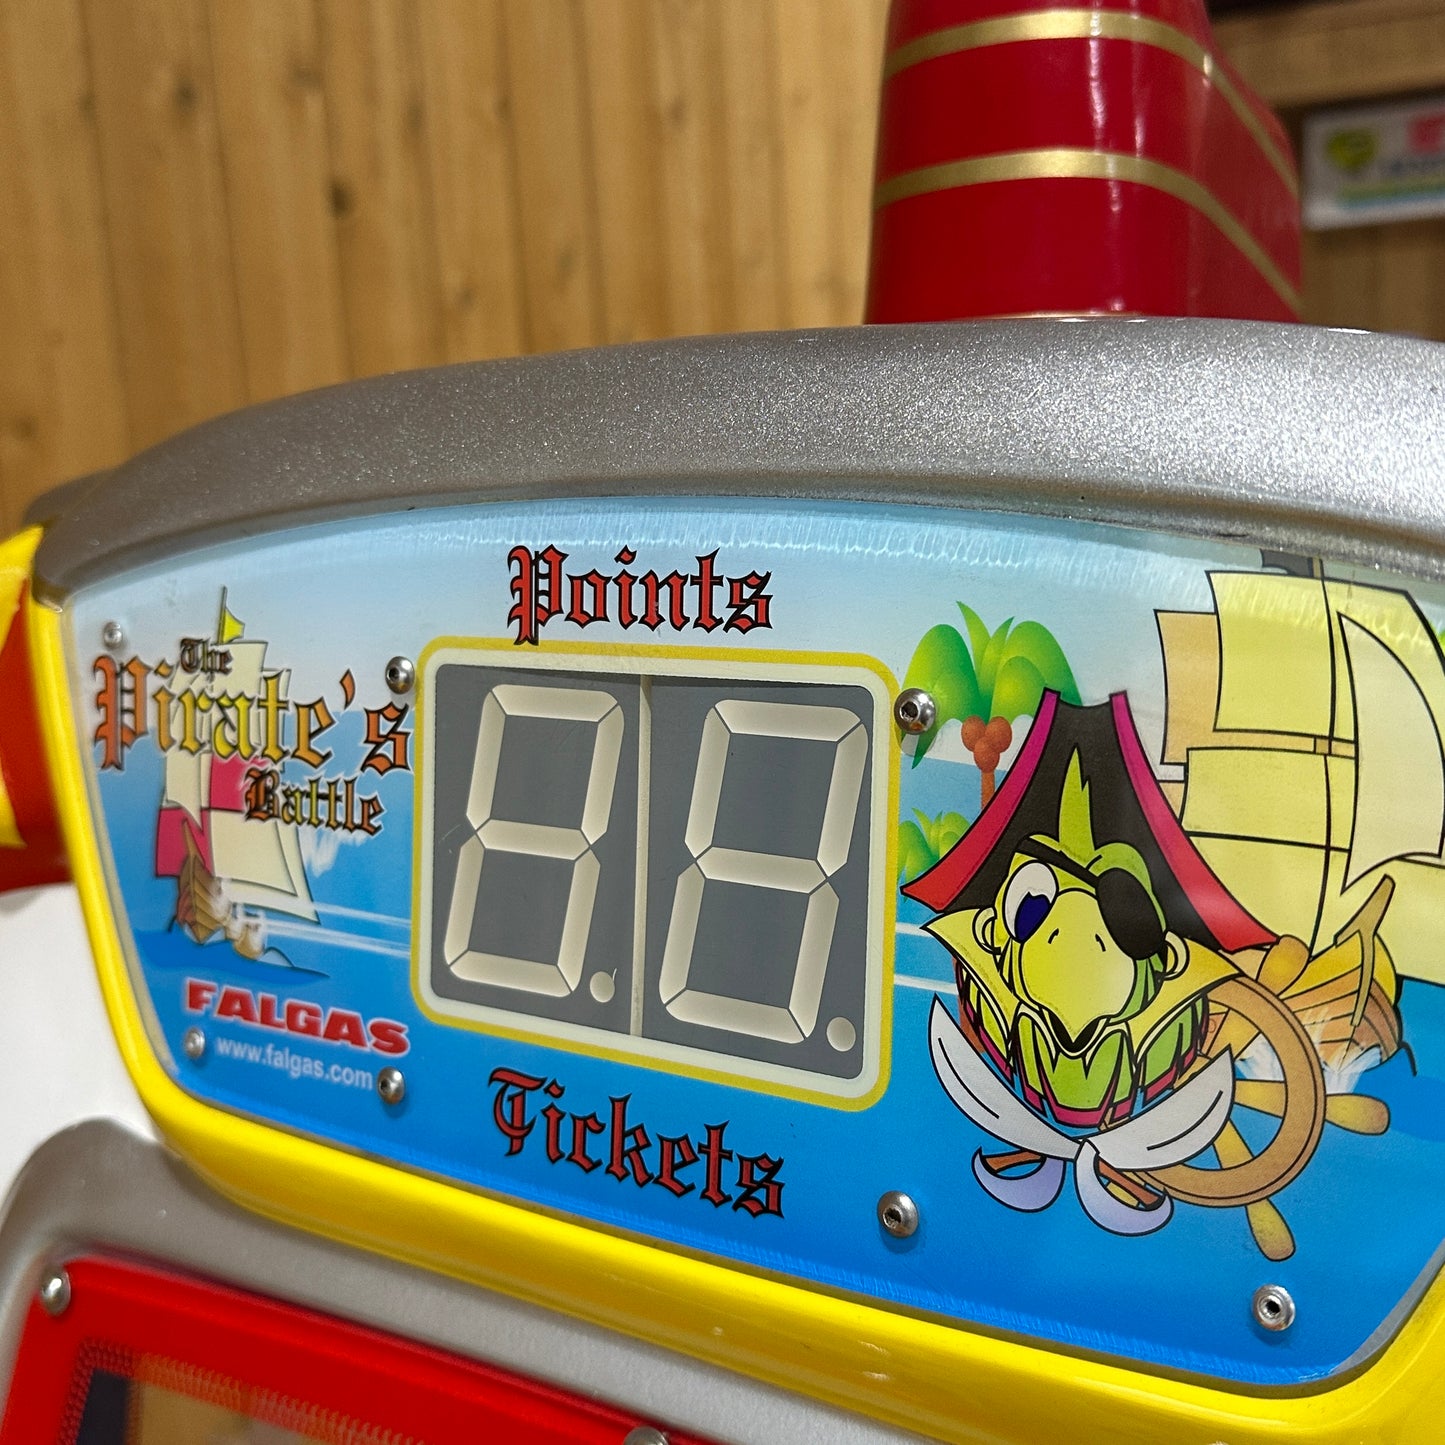 Points
The
Pirate's
Battle
FALGAS
www.falgas.com
Tickets